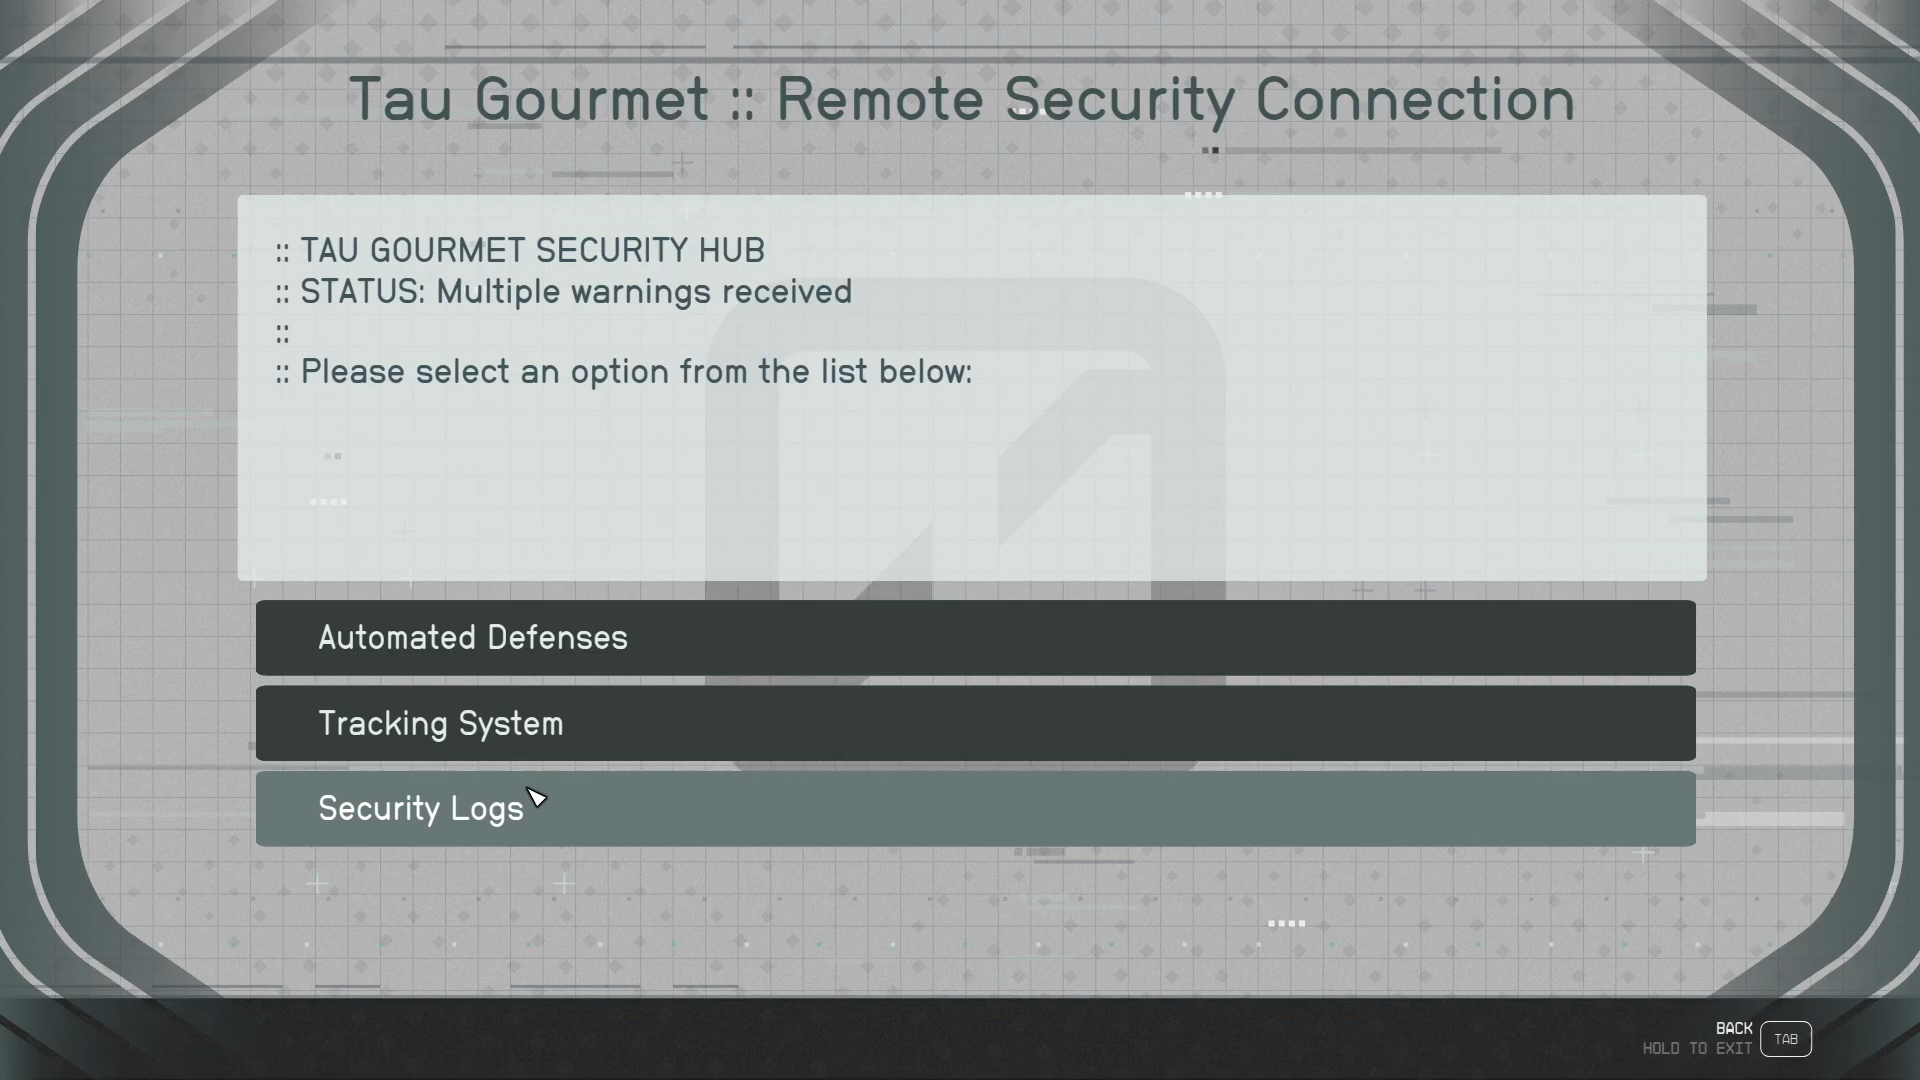 Tau Gourmet :: Remote Security Connection
:: TAU GOURMET SECURITY HUB
:: STATUS: Multiple warnings received
::
:: Please select an option from the list below:
Automated Defenses
Tracking System
Security Logs
BACK
HOLD TO EXIT
TAB